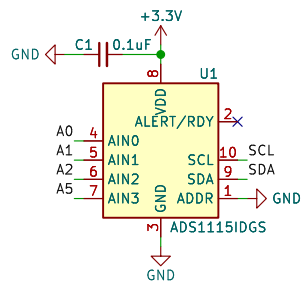 +3.3V
GND C1 0.1uF
8 U1
VDD
ALERT/RDY 2
A0 4 AIN0
A1 5 AIN1 SCL 10 SCL
A2 6 AIN2 SDA 9 SDA
A5 7 AIN3 ADDR 1 GND
GND
3 ADS1115IDGS
GND